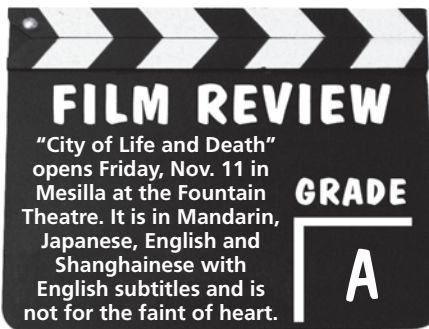 FILM REVIEW
“City of Life and Death”
opens Friday, Nov. 11 in
Mesilla at the Fountain
Theatre. It is in Mandarin,
Japanese, English and
Shanghainese with
English subtitles and is
not for the faint of heart.
GRADE
A